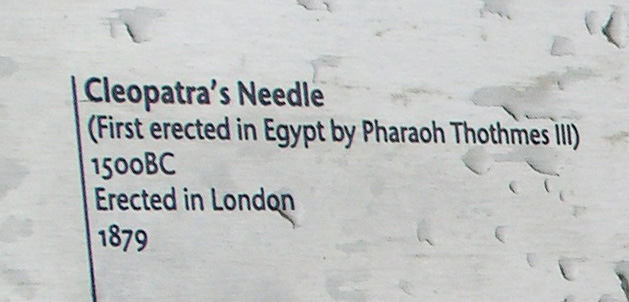 Cleopatra's Needle
(First erected in Egypt by Pharaoh Thothmes III)
1500BC
Erected in London
1879